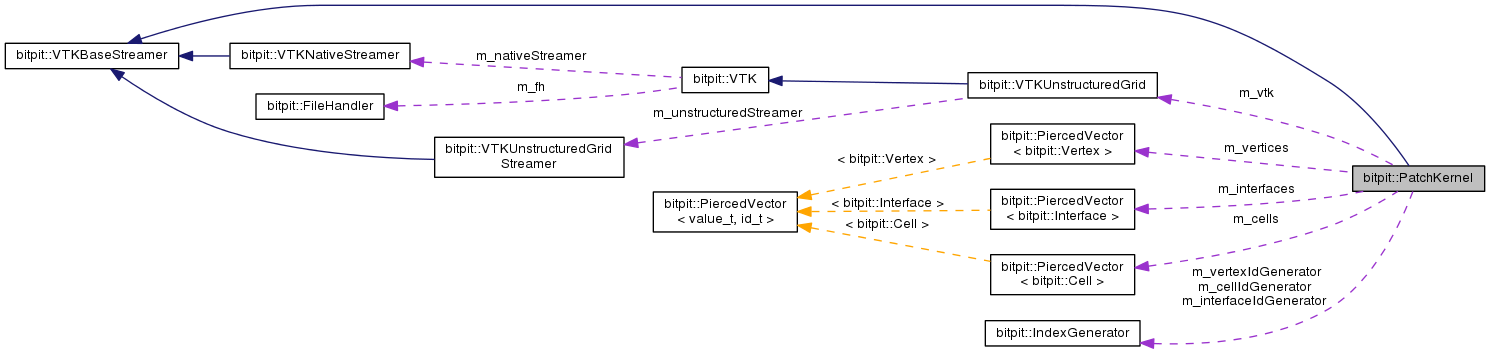 bitpit::VTKBaseStreamer
bitpit::VTKNativeStreamer
m_nativeStreamer
bitpit::VTK
bitpit::VTKUnstructuredGrid
m_vtk
m_fh
bitpit::FileHandler
m_unstructuredStreamer
bitpit::VTKUnstructuredGrid
Streamer
bitpit::PiercedVector
< bitpit::Vertex >
m_vertices
< bitpit::Vertex >
bitpit::PatchKernel
m_interfaces
bitpit::PiercedVector
< value_t, id_t >
< bitpit::Interface >
bitpit::PiercedVector
< bitpit::Interface >
m_cells
< bitpit::Cell >
bitpit::PiercedVector
< bitpit::Cell >
m_vertexIdGenerator
m_cellIdGenerator
m_interfaceIdGenerator
bitpit::IndexGenerator